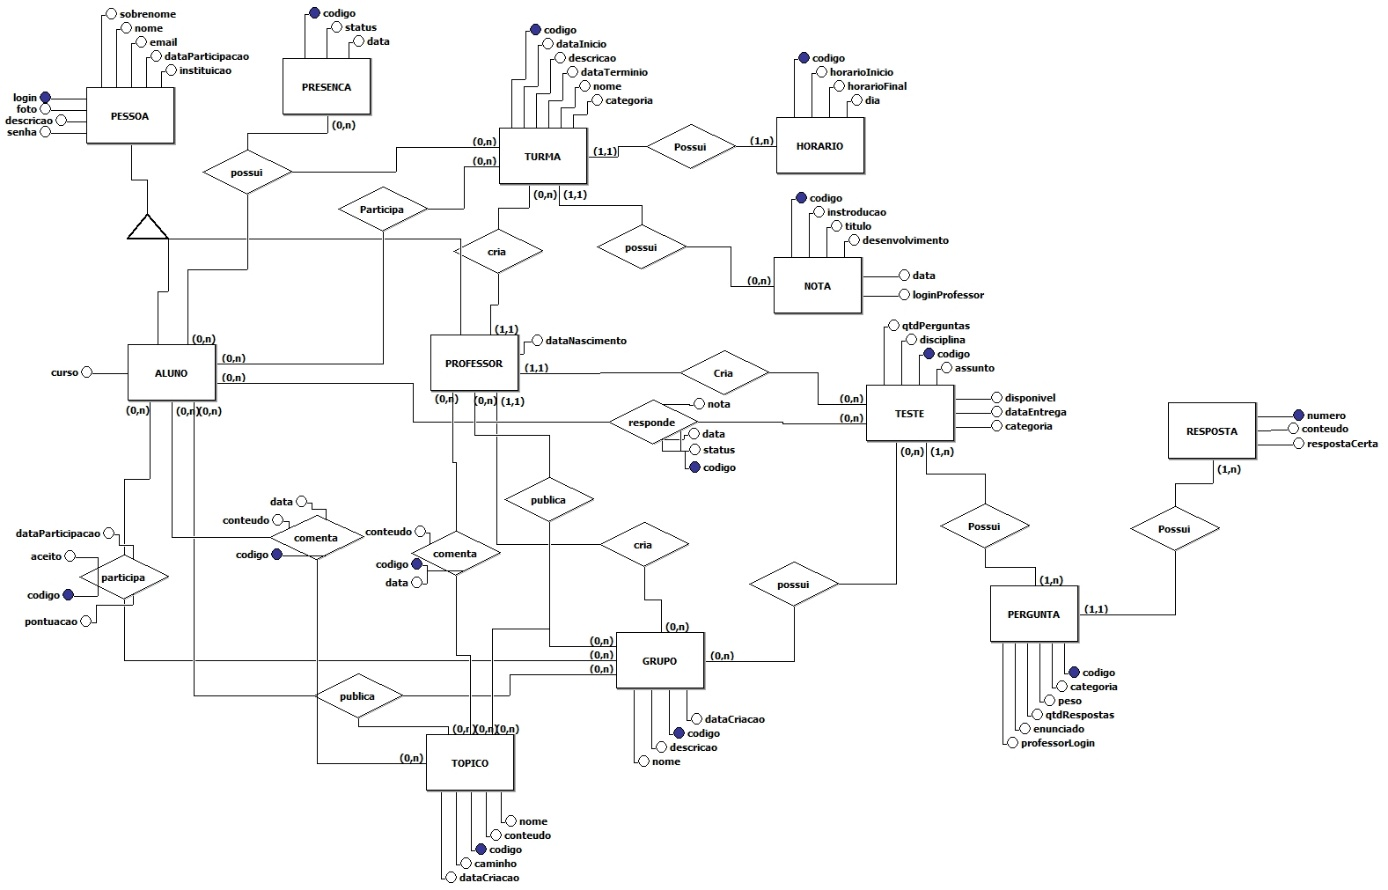 sobrenome
nome
email
dataParticipacao
instituicao
login
foto
descricao
senha
PESSOA
codigo
status
data
PRESENCA
(0,n)
possui
codigo
dataInicio
descricao
dataTerminio
nome
categoria
(0,n)
(0,n)
TURMA
(1,1)
(0,n)
(1,1)
Participa
Possui
(1,n)
codigo
horarioInicio
horarioFinal
dia
HORARIO
cria
possui
(0,n)
codigo
instroducao
titulo
desenvolvimento
NOTA
data
loginProfessor
(0,n)
(0,n)
(0,n)
curso
ALUNO
(0,n)
(0,n)
(0,n)
(1,1)
dataNascimento
PROFESSOR
(1,1)
(0,n)
(0,n)
(1,1)
Cria
(0,n)
(0,n)
qtdPerguntas
disciplina
codigo
assunto
TESTE
disponivel
dataEntrega
categoria
(0,n)
(1,n)
nota
responde
data
status
codigo
RESPOSTA
numero
conteudo
respostaCerta
(1,n)
data
conteudo
codigo
comenta
conteudo
codigo
data
comenta
publica
cria
dataParticipacao
aceito
codigo
pontuacao
participa
possui
Possui
Possui
(1,n)
PERGUNTA
(1,1)
codigo
categoria
peso
qtdRespostas
enunciado
professorLogin
(0,n)
(0,n)
(0,n)
(0,n)
GRUPO
(0,n)
dataCriacao
codigo
descricao
nome
publica
(0,n)
(0,n)
(0,n)
(0,n)
TOPICO
nome
conteudo
codigo
caminho
dataCriacao